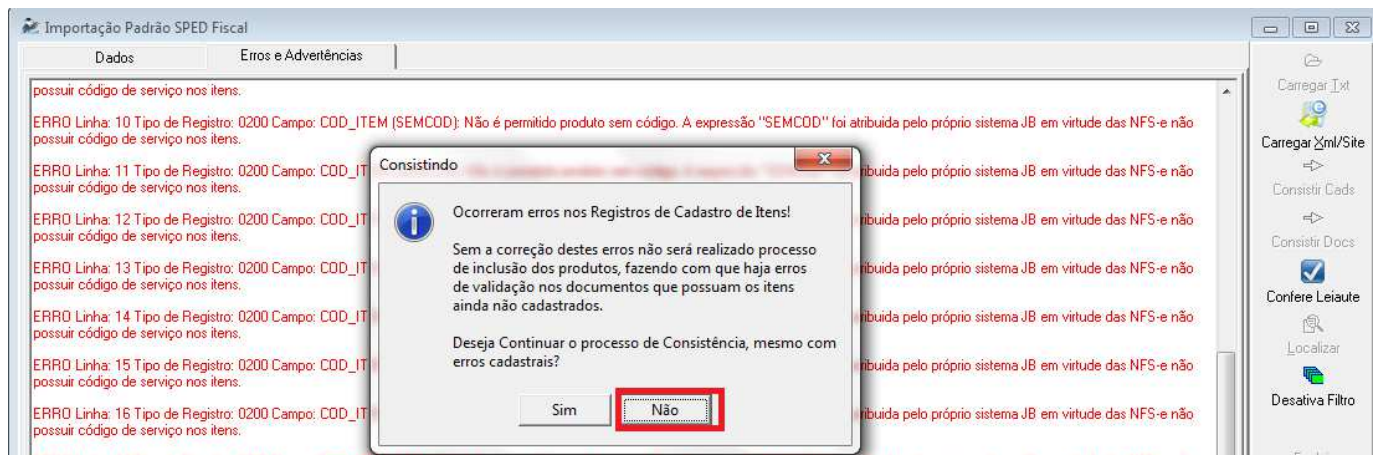 Importação Padrão SPED Fiscal
Dados
Erros e Advertências
possuir código de serviço nos itens.
ERRO Linha: 10 Tipo de Registro: 0200 Campo: COD_ITEM (SEMCOD): Não é permitido produto sem código. A expressão "SEMCOD" foi atribuida pelo próprio sistema JB em virtude das NFS-e não
possuir código de serviço nos itens.
ERRO Linha: 11 Tipo de Registro: 0200 Campo: COD_IT ribuida pelo próprio sistema JB em virtude das NFS-e não
possuir código de serviço nos itens.
ERRO Linha: 12 Tipo de Registro: 0200 Campo: COD_IT ribuida pelo próprio sistema JB em virtude das NFS-e não
possuir código de serviço nos itens.
ERRO Linha: 13 Tipo de Registro: 0200 Campo: COD_IT ribuida pelo próprio sistema JB em virtude das NFS-e não
possuir código de serviço nos itens.
ERRO Linha: 14 Tipo de Registro: 0200 Campo: COD_IT ribuida pelo próprio sistema JB em virtude das NFS-e não
possuir código de serviço nos itens.
ERRO Linha: 15 Tipo de Registro: 0200 Campo: COD_IT ribuida pelo próprio sistema JB em virtude das NFS-e não
possuir código de serviço nos itens.
ERRO Linha: 16 Tipo de Registro: 0200 Campo: COD_IT ribuida pelo próprio sistema JB em virtude das NFS-e não
possuir código de serviço nos itens.
Consistindo
Ocorreram erros nos Registros de Cadastro de Itens!
Sem a correção destes erros não será realizado processo
de inclusão dos produtos, fazendo com que haja erros
de validação nos documentos que possuam os itens
ainda não cadastrados.
Deseja Continuar o processo de Consistência, mesmo com
erros cadastrais?
Sim
Não
Carregar Txt
Carregar Xml/Site
Consistir Cads
Consistir Docs
Confere Leiaute
Localizar
Desativa Filtro